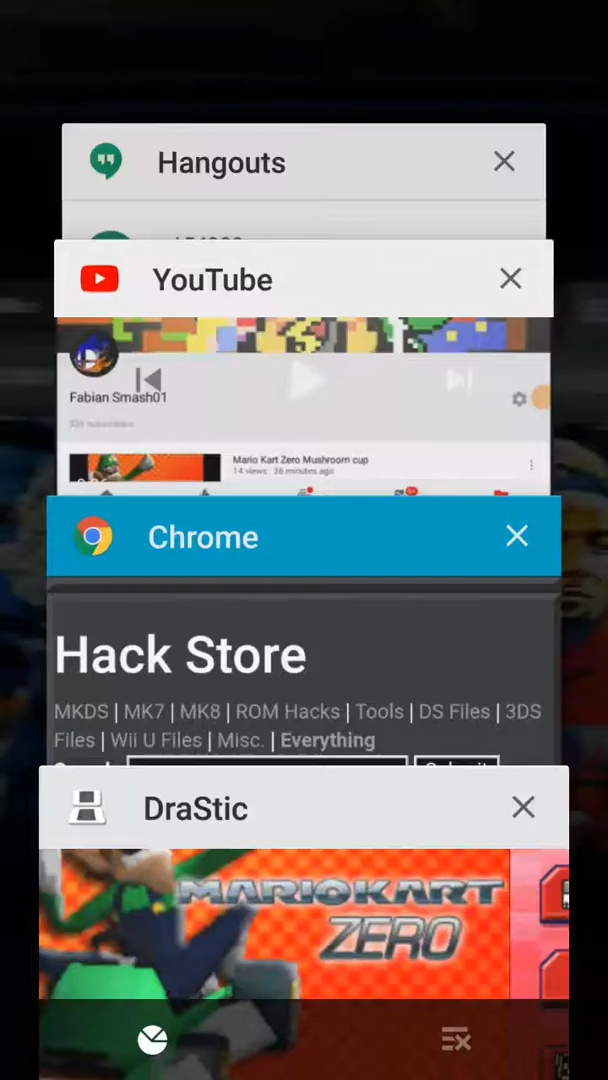 Hangouts
YouTube
Fabian Smash01
subscribers
Mario Kart Zero Mushroom cup
14 views · 36 minutes ago
Chrome
Hack Store
MKDS | MK7 | MK8 | ROM Hacks | Tools | DS Files | 3DS
Files | Wii U Files | Misc. | Everything
DraStic
MARIOKART
ZERO